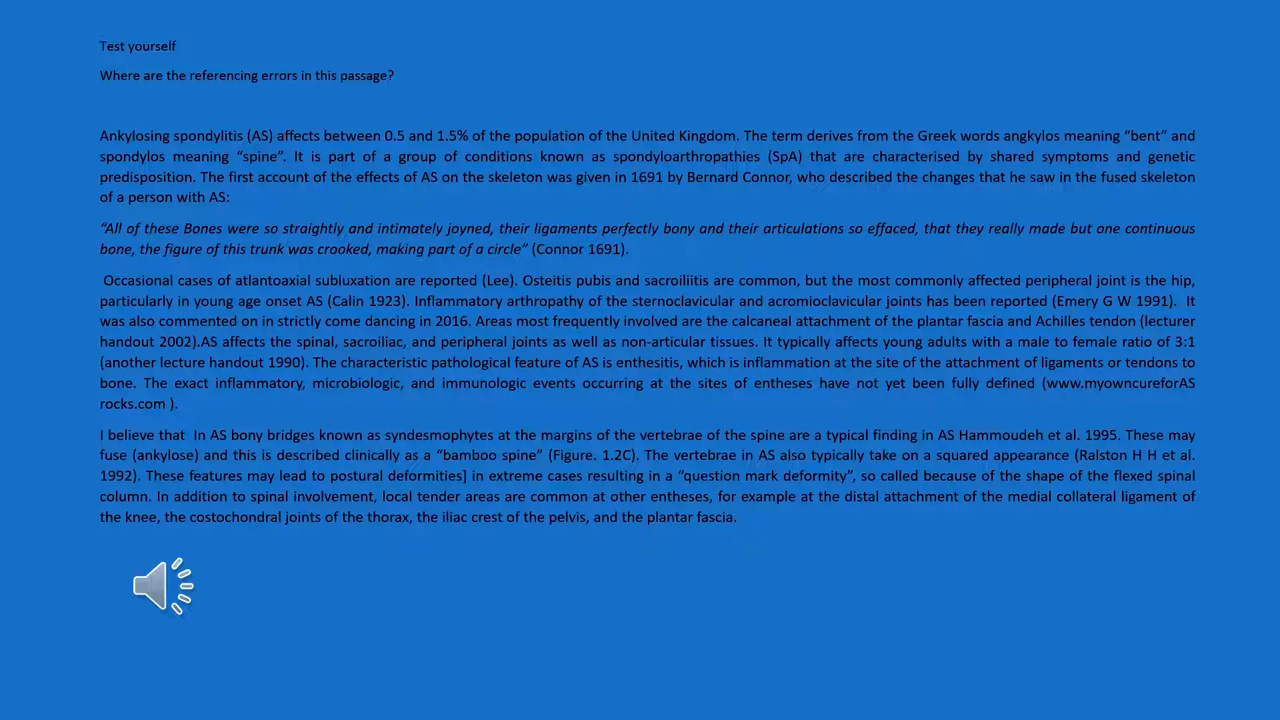 Test yourself
Where are the referencing errors in this passage?
Ankylosing spondylitis (AS) affects between 0.5 and 1.5% of the population of the United Kingdom. The term derives from the Greek words angkylos meaning “bent” and
spondylos meaning “spine”. It is part of a group of conditions known as spondyloarthropathies (SpA) that are characterised by shared symptoms and genetic
predisposition. The first account of the effects of AS on the skeleton was given in 1691 by Bernard Connor, who described the changes that he saw in the fused skeleton
of a person with AS:
“All of these Bones were so straightly and intimately joyned, their ligaments perfectly bony and their articulations so effaced, that they really made but one continuous
bone, the figure of this trunk was crooked, making part of a circle” (Connor 1691).
Occasional cases of atlantoaxial subluxation are reported (Lee). Osteitis pubis and sacroiliitis are common, but the most commonly affected peripheral joint is the hip,
particularly in young age onset AS (Calin 1923). Inflammatory arthropathy of the sternoclavicular and acromioclavicular joints has been reported (Emery G W 1991).  It
was also commented on in strictly come dancing in 2016. Areas most frequently involved are the calcaneal attachment of the plantar fascia and Achilles tendon (lecturer
handout 2002).AS affects the spinal, sacroiliac, and peripheral joints as well as non-articular tissues. It typically affects young adults with a male to female ratio of 3:1
(another lecture handout 1990). The characteristic pathological feature of AS is enthesitis, which is inflammation at the site of the attachment of ligaments or tendons to
bone. The exact inflammatory, microbiologic, and immunologic events occurring at the sites of entheses have not yet been fully defined (www.myowncureforAS
rocks.com ).
I believe that  In AS bony bridges known as syndesmophytes at the margins of the vertebrae of the spine are a typical finding in AS Hammoudeh et al. 1995. These may
fuse (ankylose) and this is described clinically as a “bamboo spine” (Figure. 1.2C). The vertebrae in AS also typically take on a squared appearance (Ralston H H et al.
1992). These features may lead to postural deformities] in extreme cases resulting in a “question mark deformity”, so called because of the shape of the flexed spinal
column. In addition to spinal involvement, local tender areas are common at other entheses, for example at the distal attachment of the medial collateral ligament of
the knee, the costochondral joints of the thorax, the iliac crest of the pelvis, and the plantar fascia.